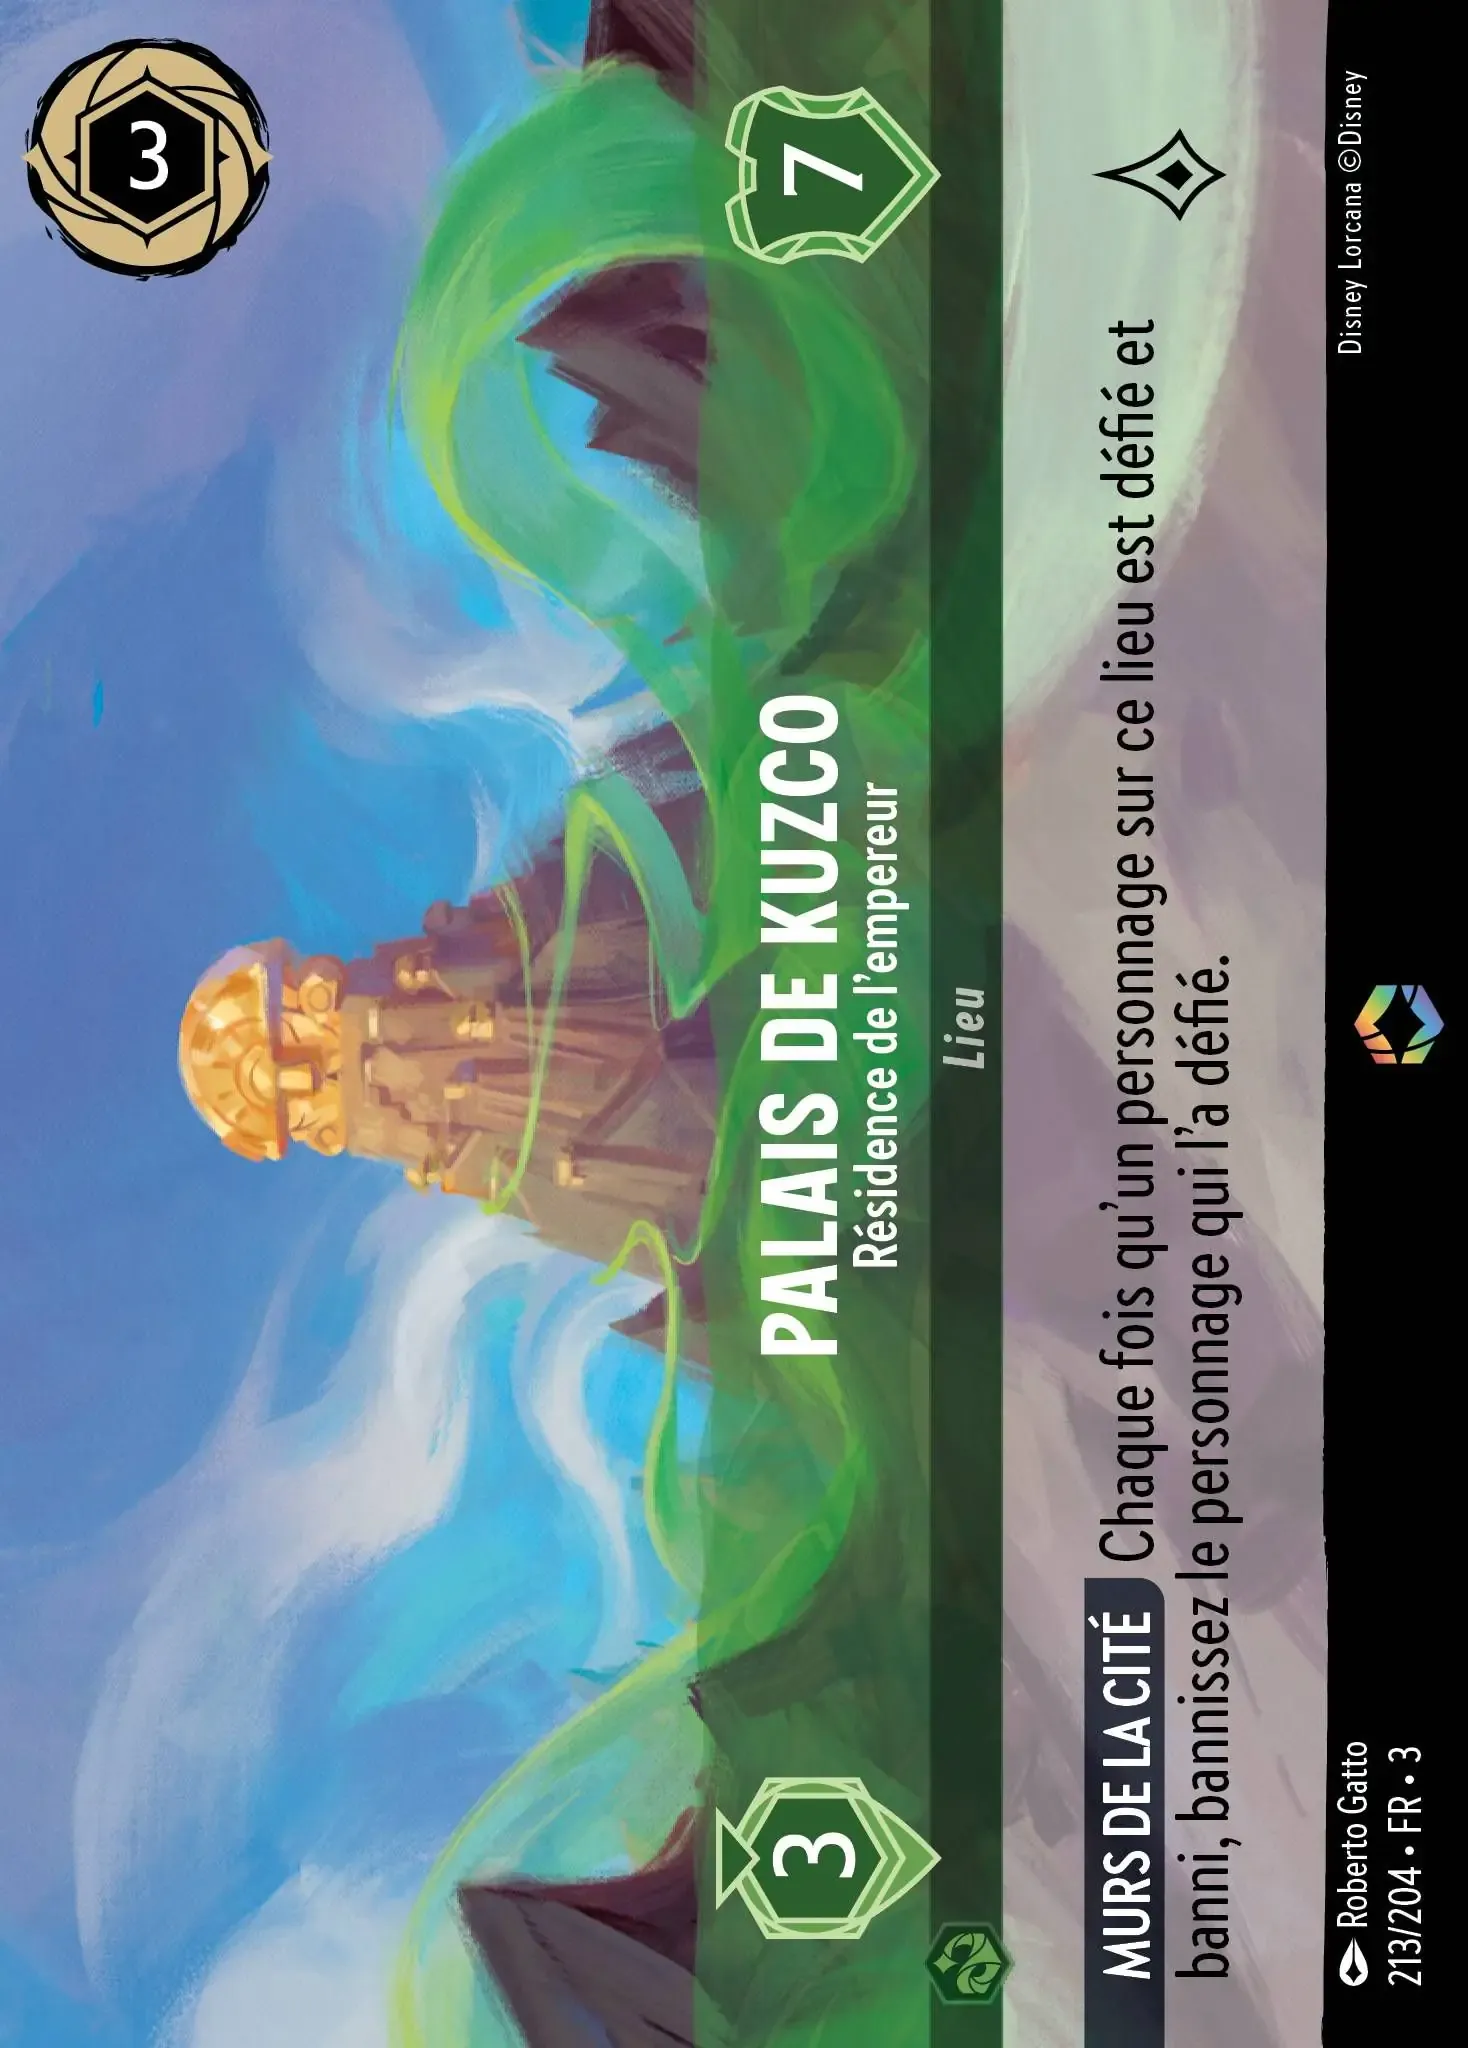 3
3
PALAIS DE KUZCO
7
Résidence de l'empereur
Lieu
MURS DE LA CITÉ Chaque fois qu'un personnage sur ce lieu est défié et
banni, bannissez le personnage qui l'a défié.
Roberto Gatto
Disney Lorcana ©Disney
213/204 • FR • 3